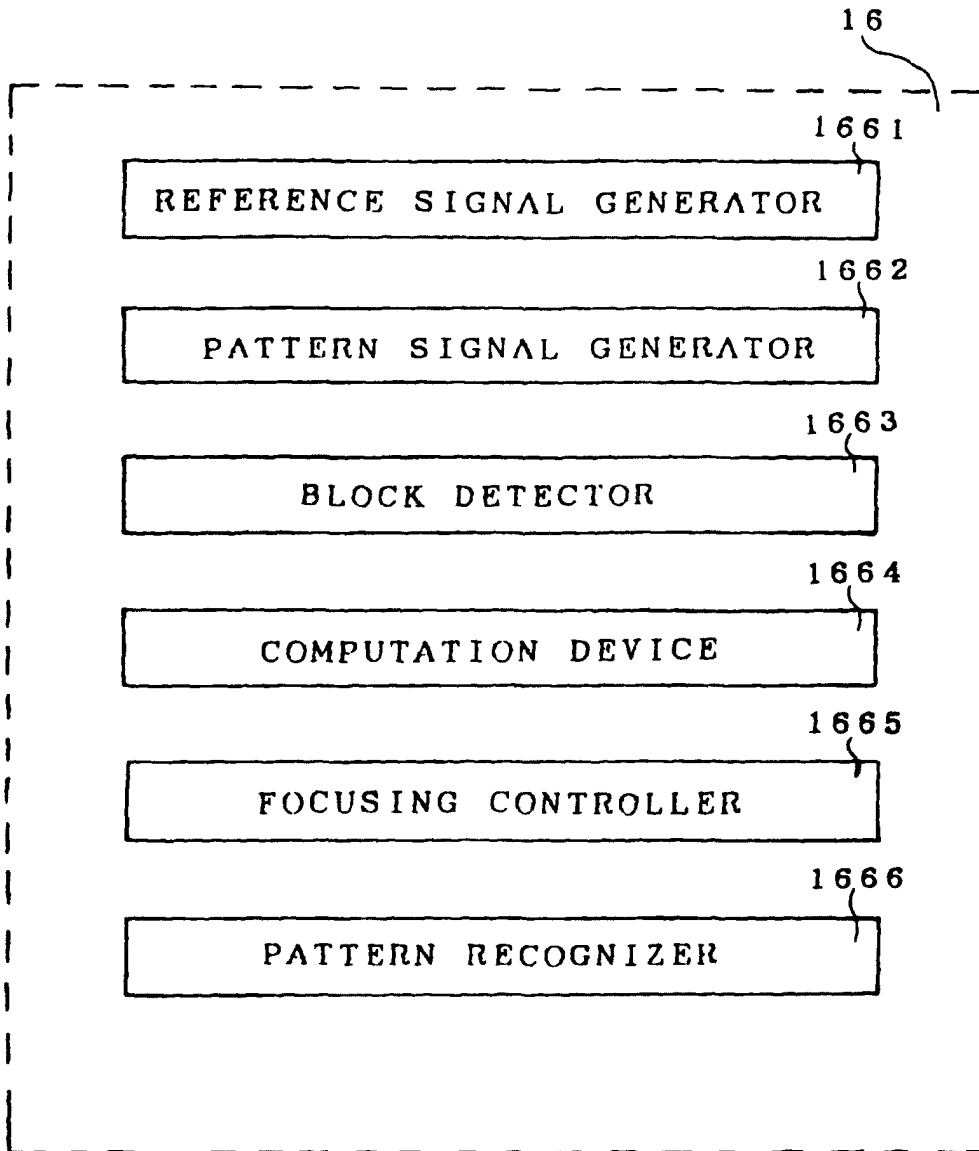 16
1661
REFERENCE SIGNAL GENERATOR
1662
PATTERN SIGNAL GENERATOR
1663
BLOCK DETECTOR
1664
COMPUTATION DEVICE
1665
FOCUSING CONTROLLER
1666
PATTERN RECOGNIZER